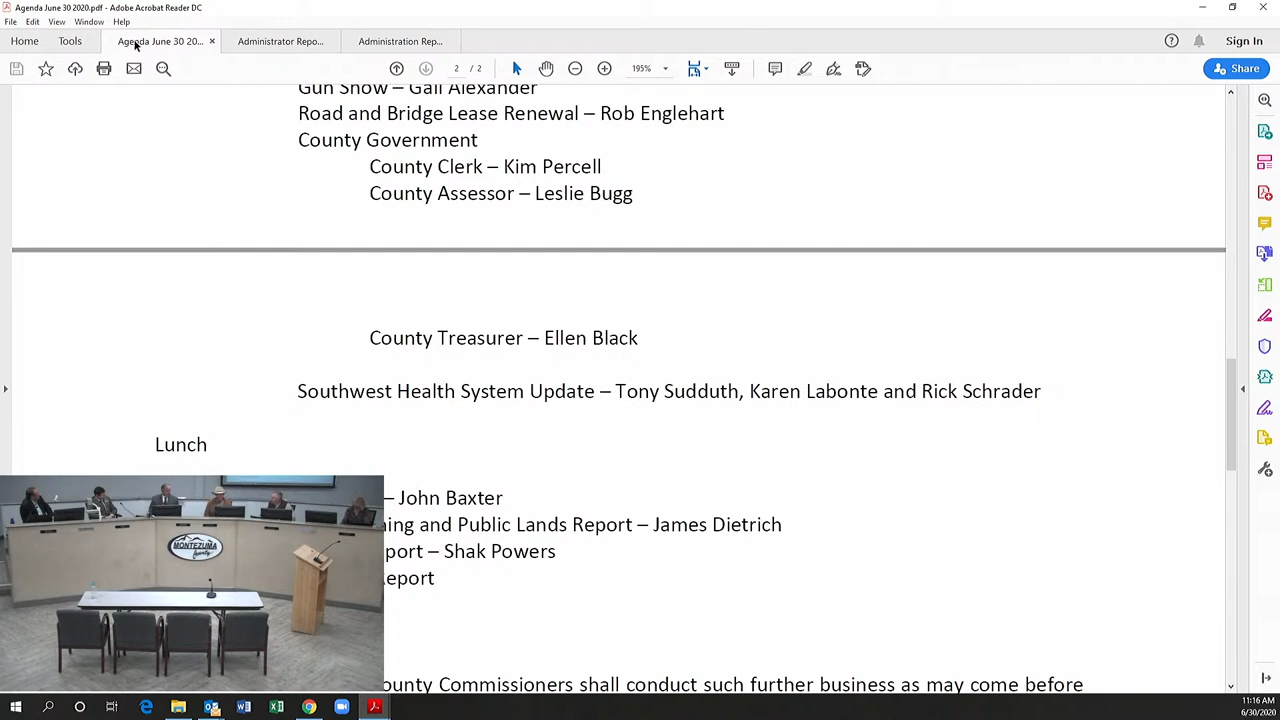 Agenda June 30 2020.pdf - Adobe Acrobat Reader DC
File Edit View Window Help
Home Tools Agenda June 30 20... × Administrator Repo... Administration Rep... Sign In
2 / 2 195% Share
Gun Show – Gail Alexander
Road and Bridge Lease Renewal – Rob Englehart
County Government
County Clerk – Kim Percell
County Assessor – Leslie Bugg
County Treasurer – Ellen Black
Southwest Health System Update – Tony Sudduth, Karen Labonte and Rick Schrader
Lunch
– John Baxter
ning and Public Lands Report – James Dietrich
port – Shak Powers
Report
MONTEZUMA
County
ounty Commissioners shall conduct such further business as may come before
11:16 AM
6/30/2020